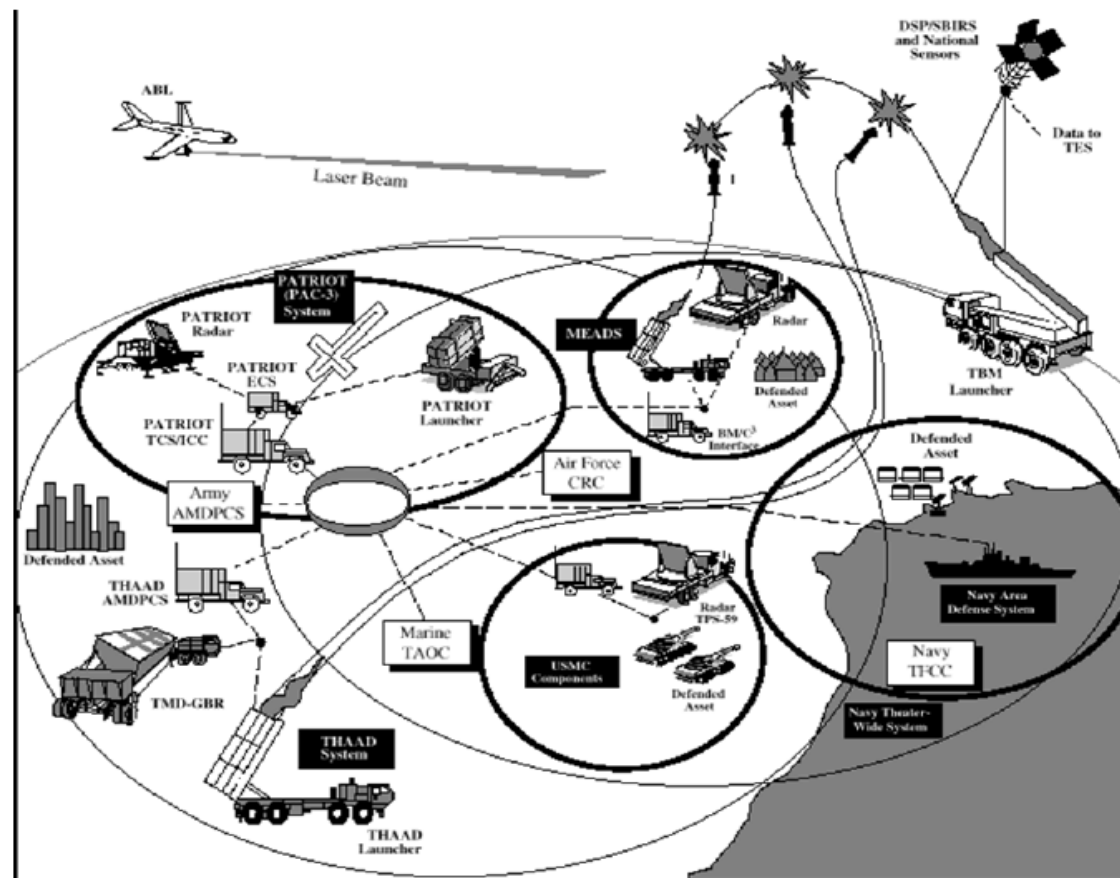 DSP/SBIRS
and National
Sensors
ABL
Data to
TES
Laser Beam
1
PATRIOT
(PAC-3)
System
PATRIOT
Radar
MEADS
Radar
PATRIOT
ECS
TBM
Launcher
Defended
Asset
PATRIOT
Launcher
PATRIOT
TCS/ICC
BM/C³
Interface
Defended
Asset
Air Force
CRC
Army
AMDPCS
Defended Asset
THAAD
AMDPCS
Radar
TPS-59
Navy Area
Defense System
Marine
TAOC
USMC
Components
Navy
TFCC
Defended
Asset
TMD-GBR
Navy Theater-
Wide System
THAAD
System
THAAD
Launcher